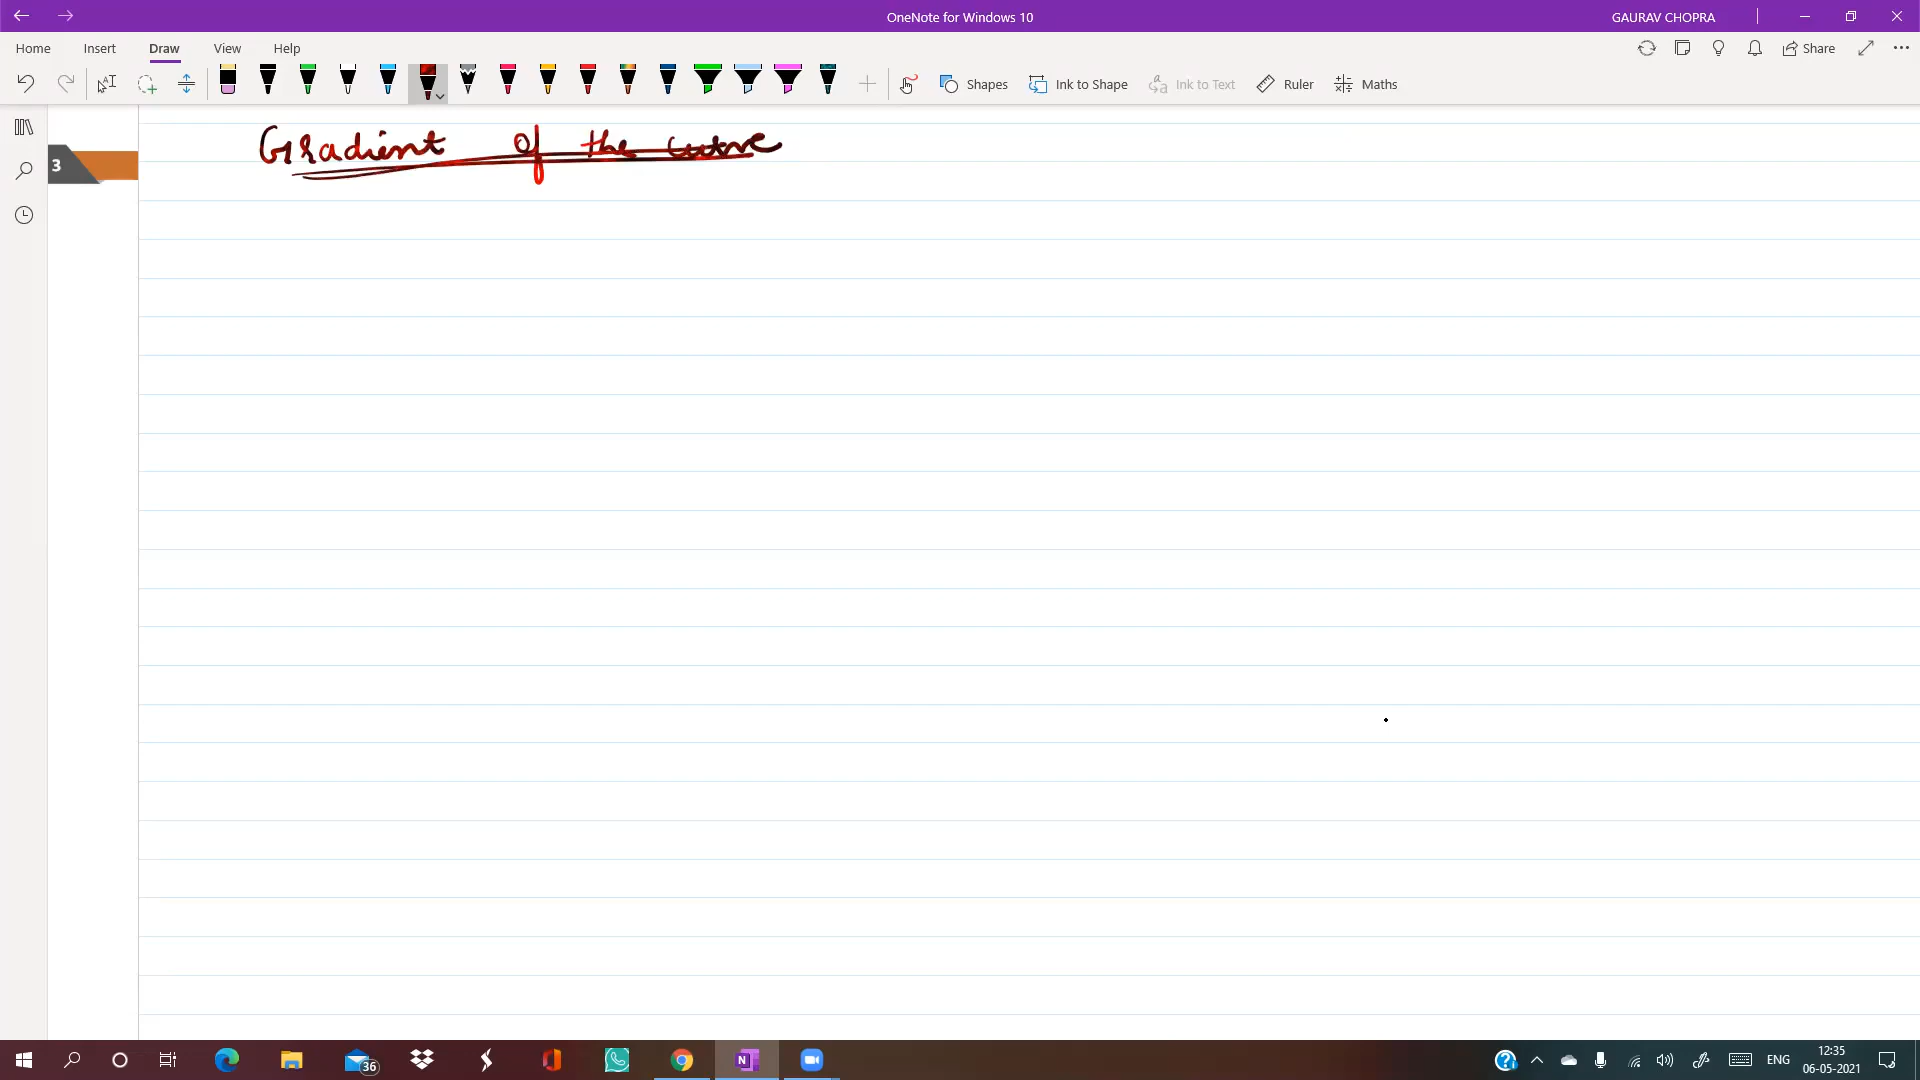 OneNote for Windows 10
GAURAV CHOPRA
Home Insert Draw View Help
Share
Shapes Ink to Shape Ink to Text Ruler Maths
3
Gradient of the curve
36
ENG
12:35
06-05-2021